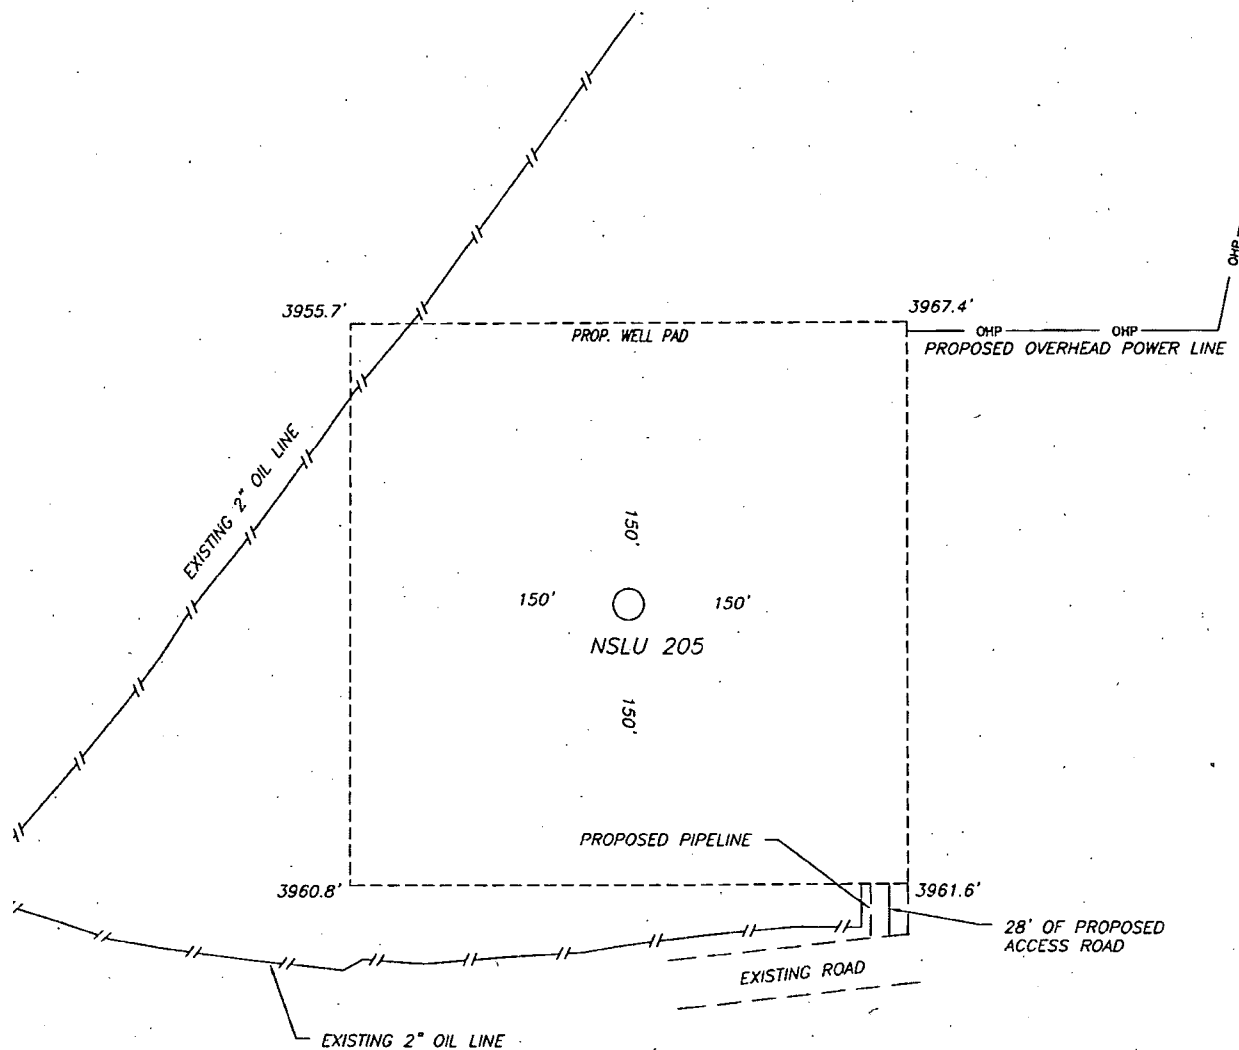 OHP
3955.7'
3967.4'
PROP. WELL PAD
OHP
OHP
PROPOSED OVERHEAD POWER LINE
EXISTING 2" OIL LINE
150'
150'
150'
NSLU 205
150'
PROPOSED PIPELINE
3960.8'
3961.6'
28' OF PROPOSED
ACCESS ROAD
EXISTING ROAD
EXISTING 2" OIL LINE